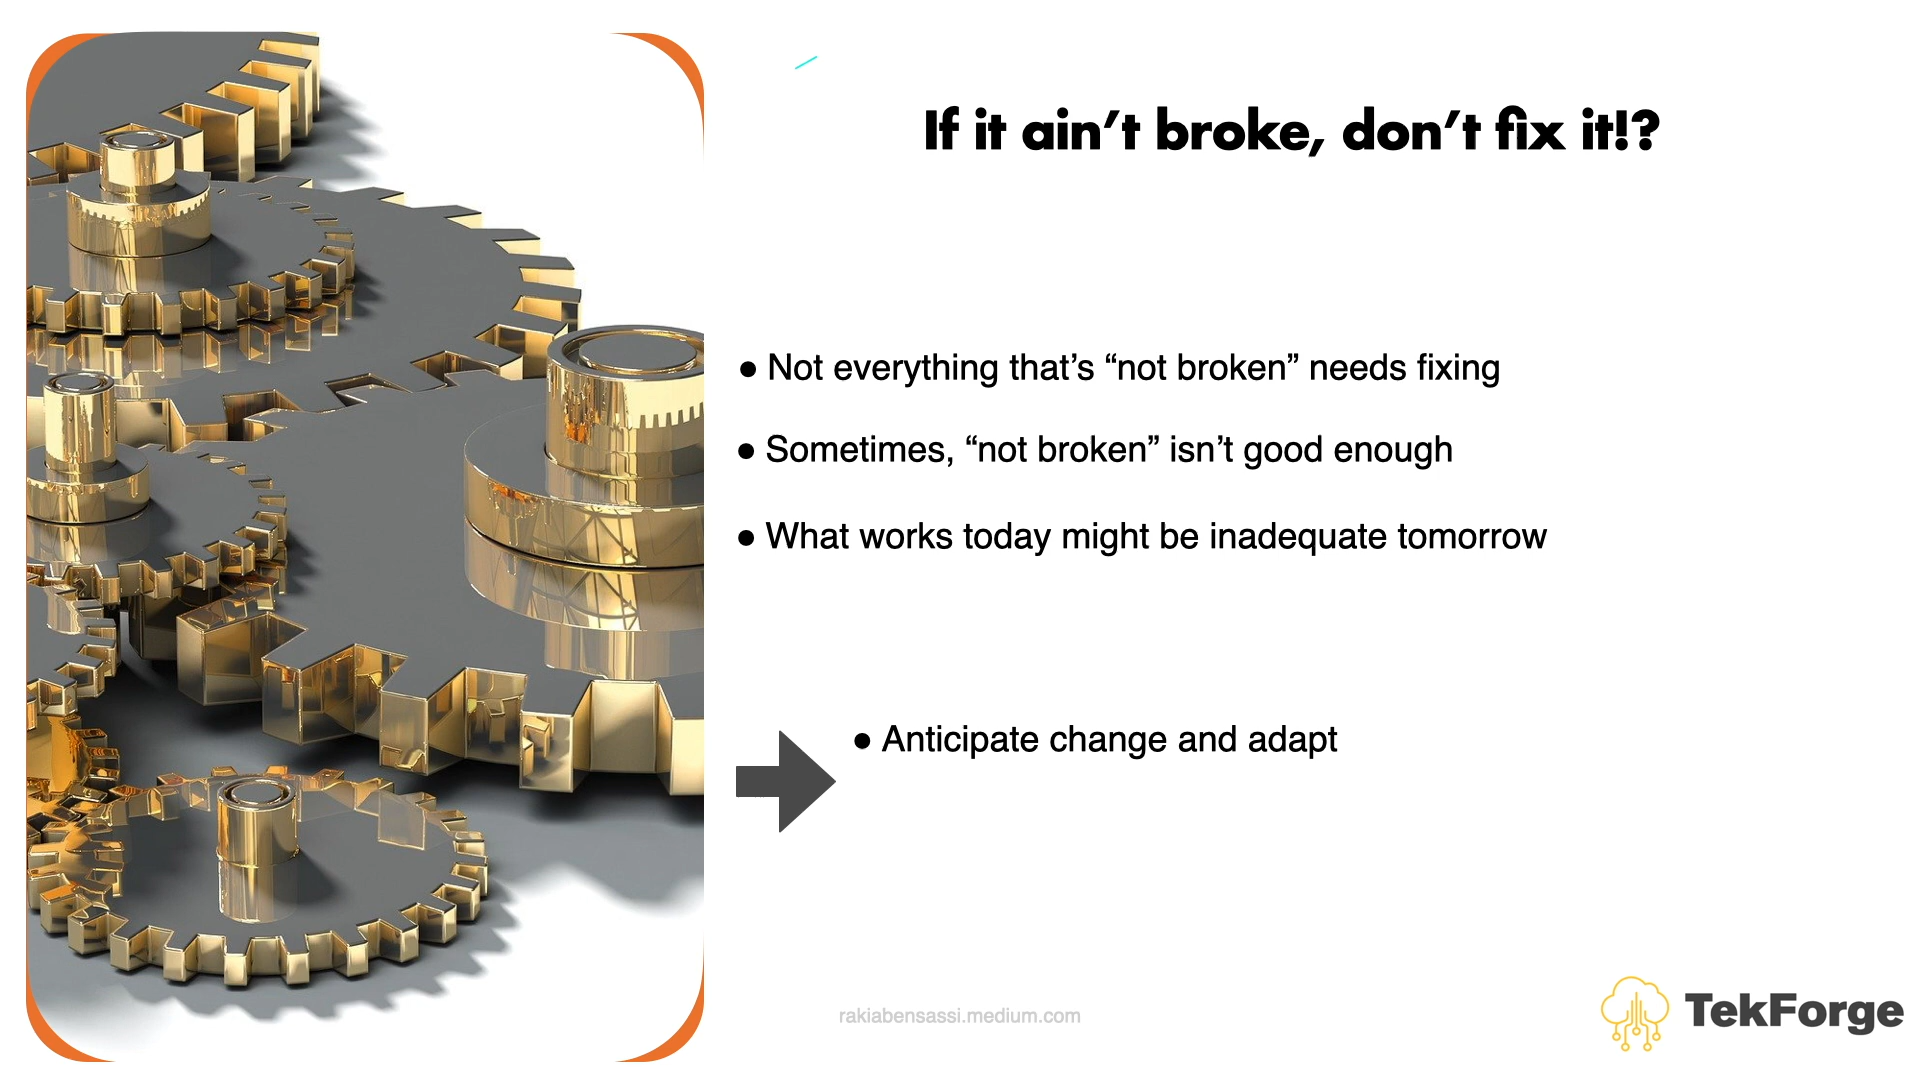 If it ain’t broke, don’t fix it!?
● Not everything that’s “not broken” needs fixing
● Sometimes, “not broken” isn’t good enough
● What works today might be inadequate tomorrow
● Anticipate change and adapt
rakiabensassi.medium.com
TekForge